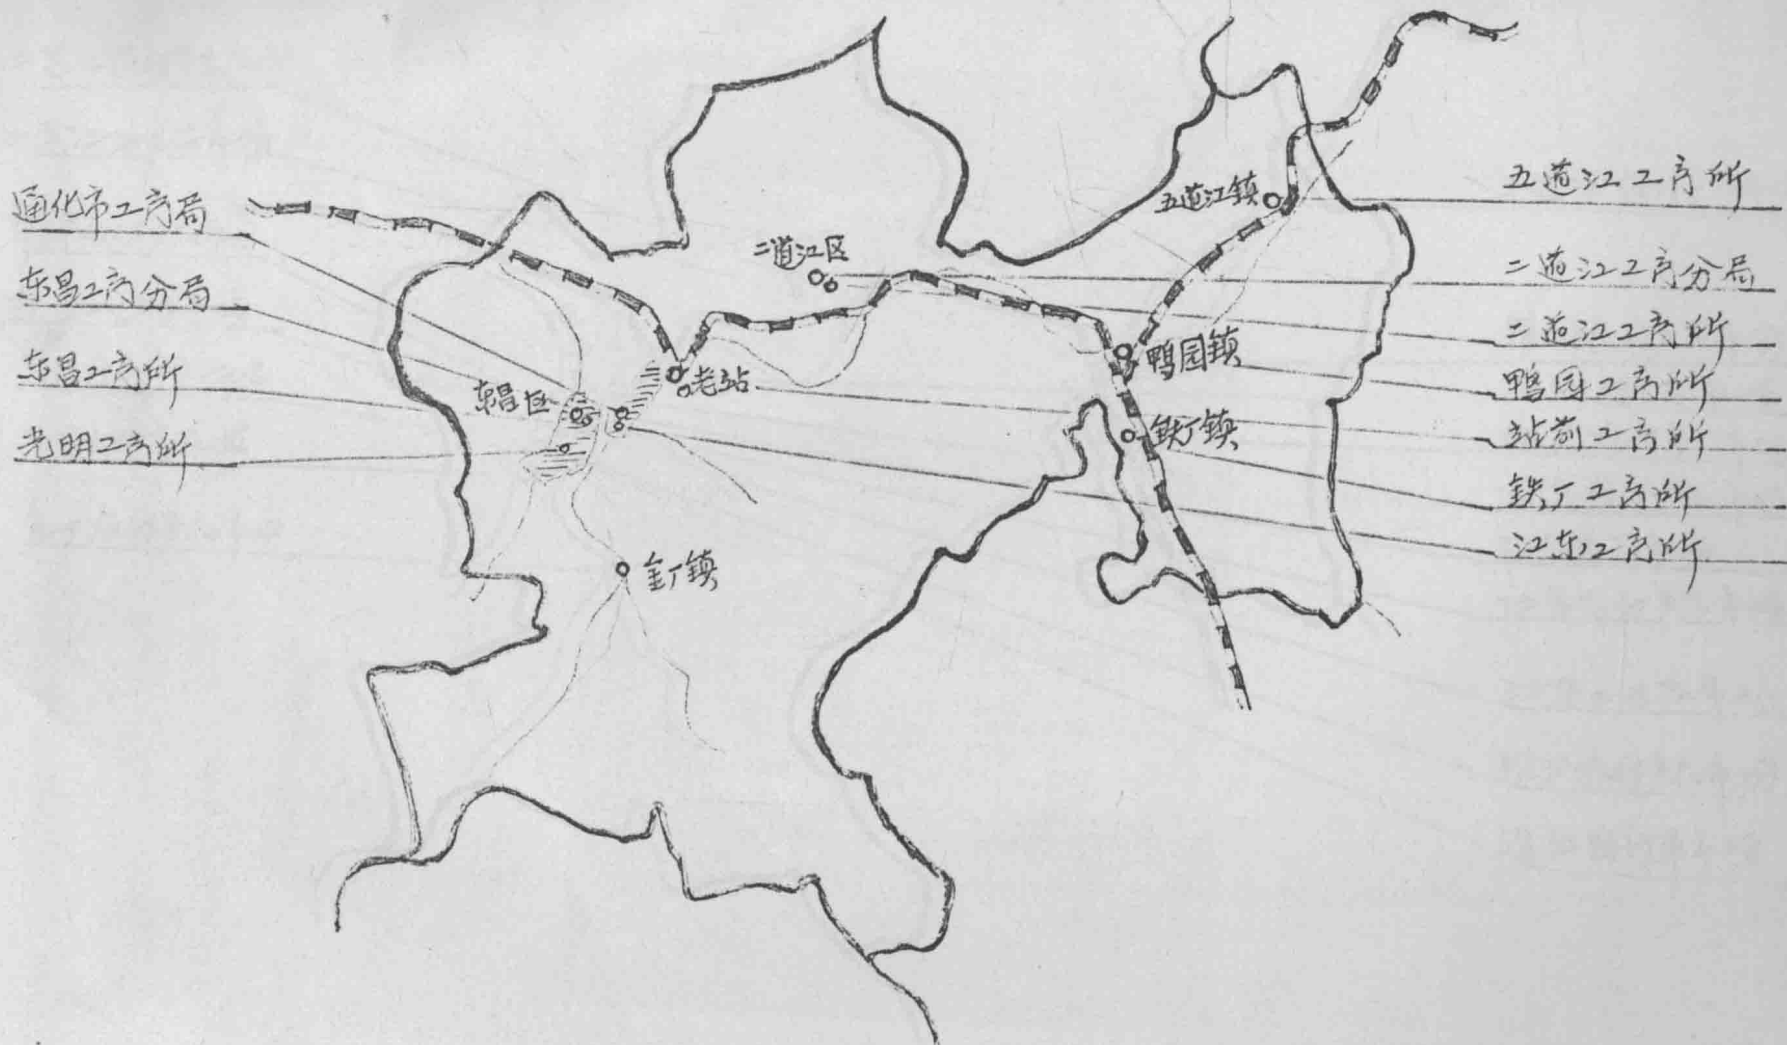 通化市工商局
东昌工商分局
东昌工商所
光明工商所
二道江区
五道江镇
东昌区
老站
鸭园镇
铁厂镇
金厂镇
五道江工商所
二道江工商分局
二道江工商所
鸭园工商所
站前工商所
铁厂工商所
江东工商所